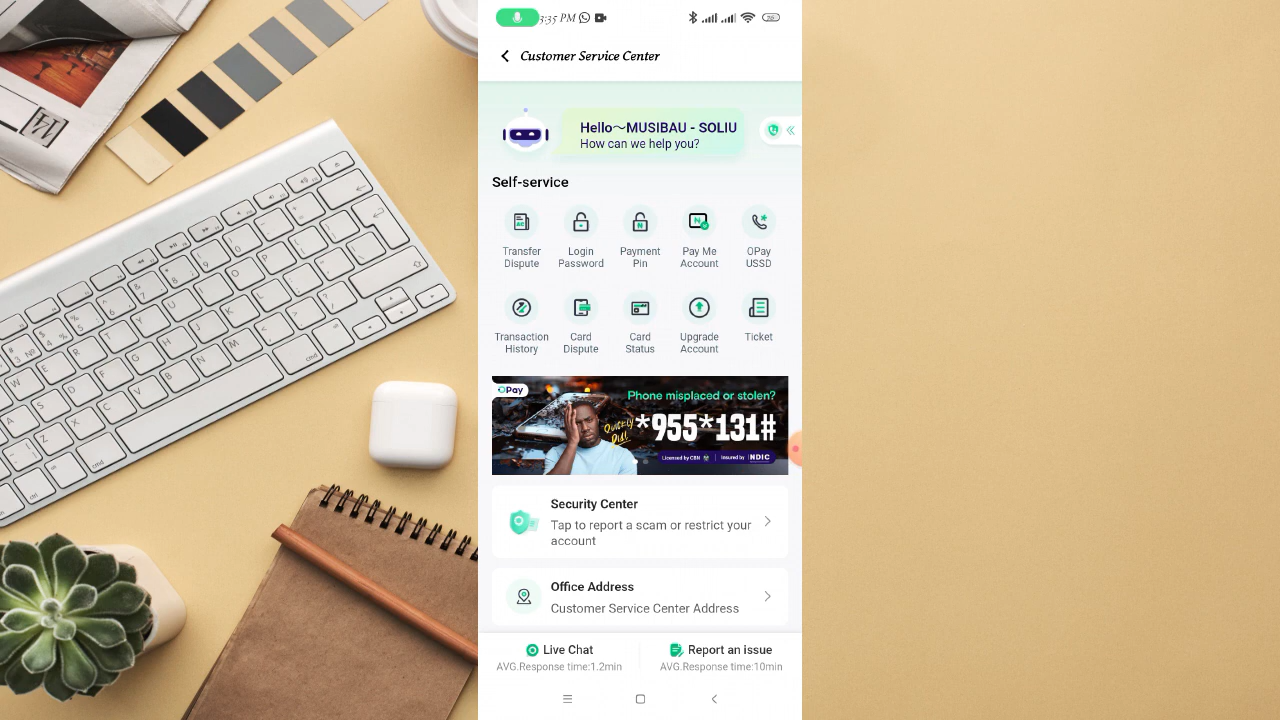 3:35 PM
Customer Service Center
Hello~MUSIBAU - SOLIU
How can we help you?
Self-service
Transfer Dispute
Login Password
Payment Pin
Pay Me Account
OPay USSD
Transaction History
Card Dispute
Card Status
Upgrade Account
Ticket
OPay
Phone misplaced or stolen?
Quickly Dial
*955*131#
Licensed by CBN | Insured by NDIC
Security Center
Tap to report a scam or restrict your
account
Office Address
Customer Service Center Address
Live Chat
AVG.Response time:1.2min
Report an issue
AVG.Response time:10min